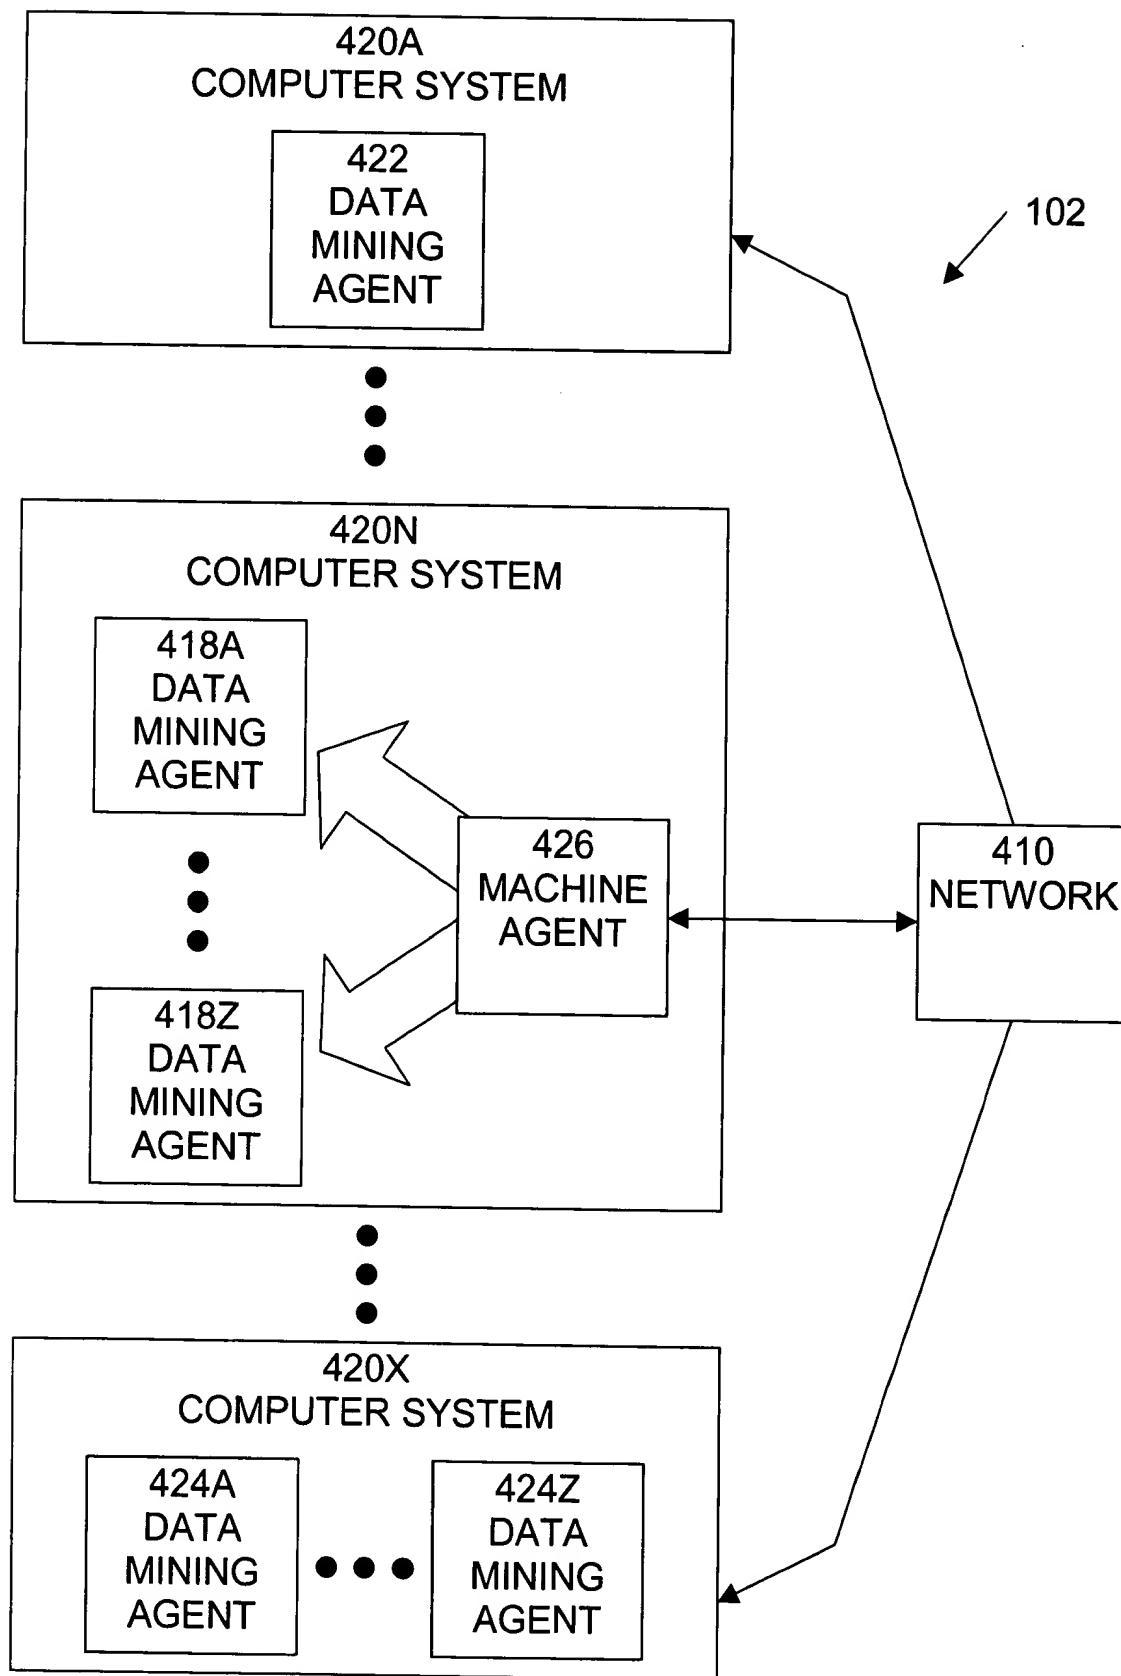 420A
COMPUTER SYSTEM
422
DATA
MINING
AGENT
102
420N
COMPUTER SYSTEM
418A
DATA
MINING
AGENT
426
MACHINE
AGENT
410
NETWORK
418Z
DATA
MINING
AGENT
420X
COMPUTER SYSTEM
424A
DATA
MINING
AGENT
424Z
DATA
MINING
AGENT